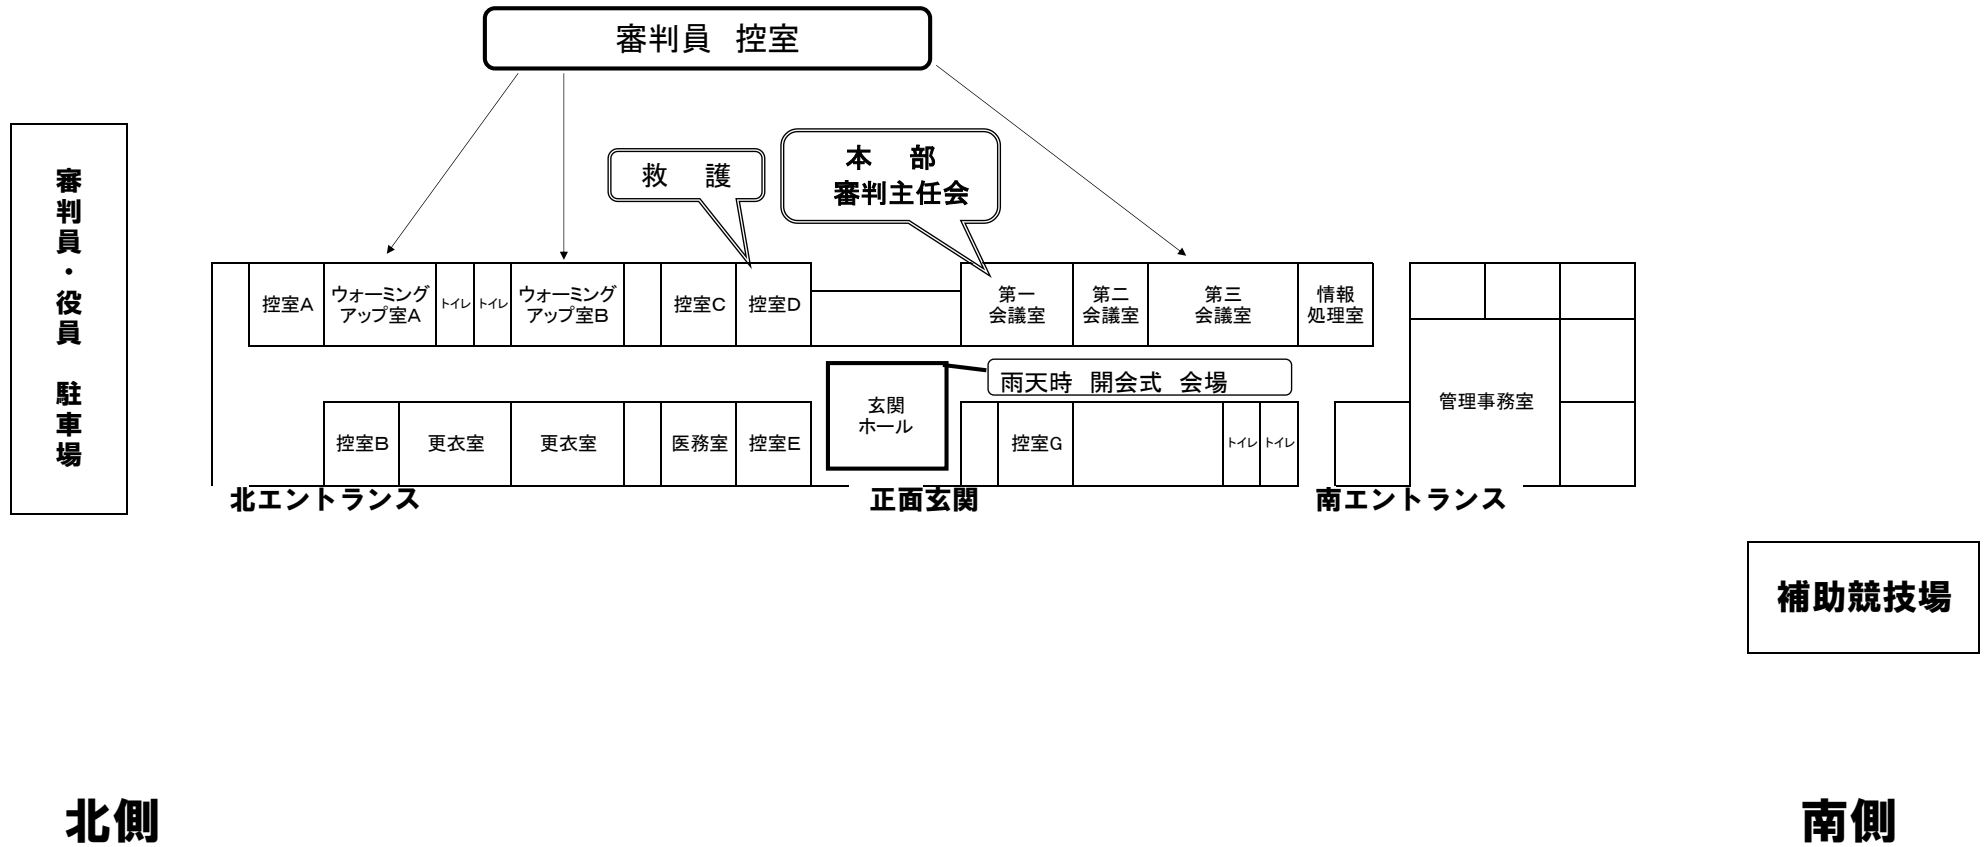 審判員　控室
救　護
本　部
審判主任会
審判員・役員　駐車場
控室A
ウォーミング
アップ室A
トイレ
トイレ
ウォーミング
アップ室B
控室C
控室D
第一
会議室
第二
会議室
第三
会議室
情報
処理室
雨天時　開会式　会場
玄関
ホール
管理事務室
控室B
更衣室
更衣室
医務室
控室E
控室G
トイレ
トイレ
北エントランス
正面玄関
南エントランス
補助競技場
北側
南側